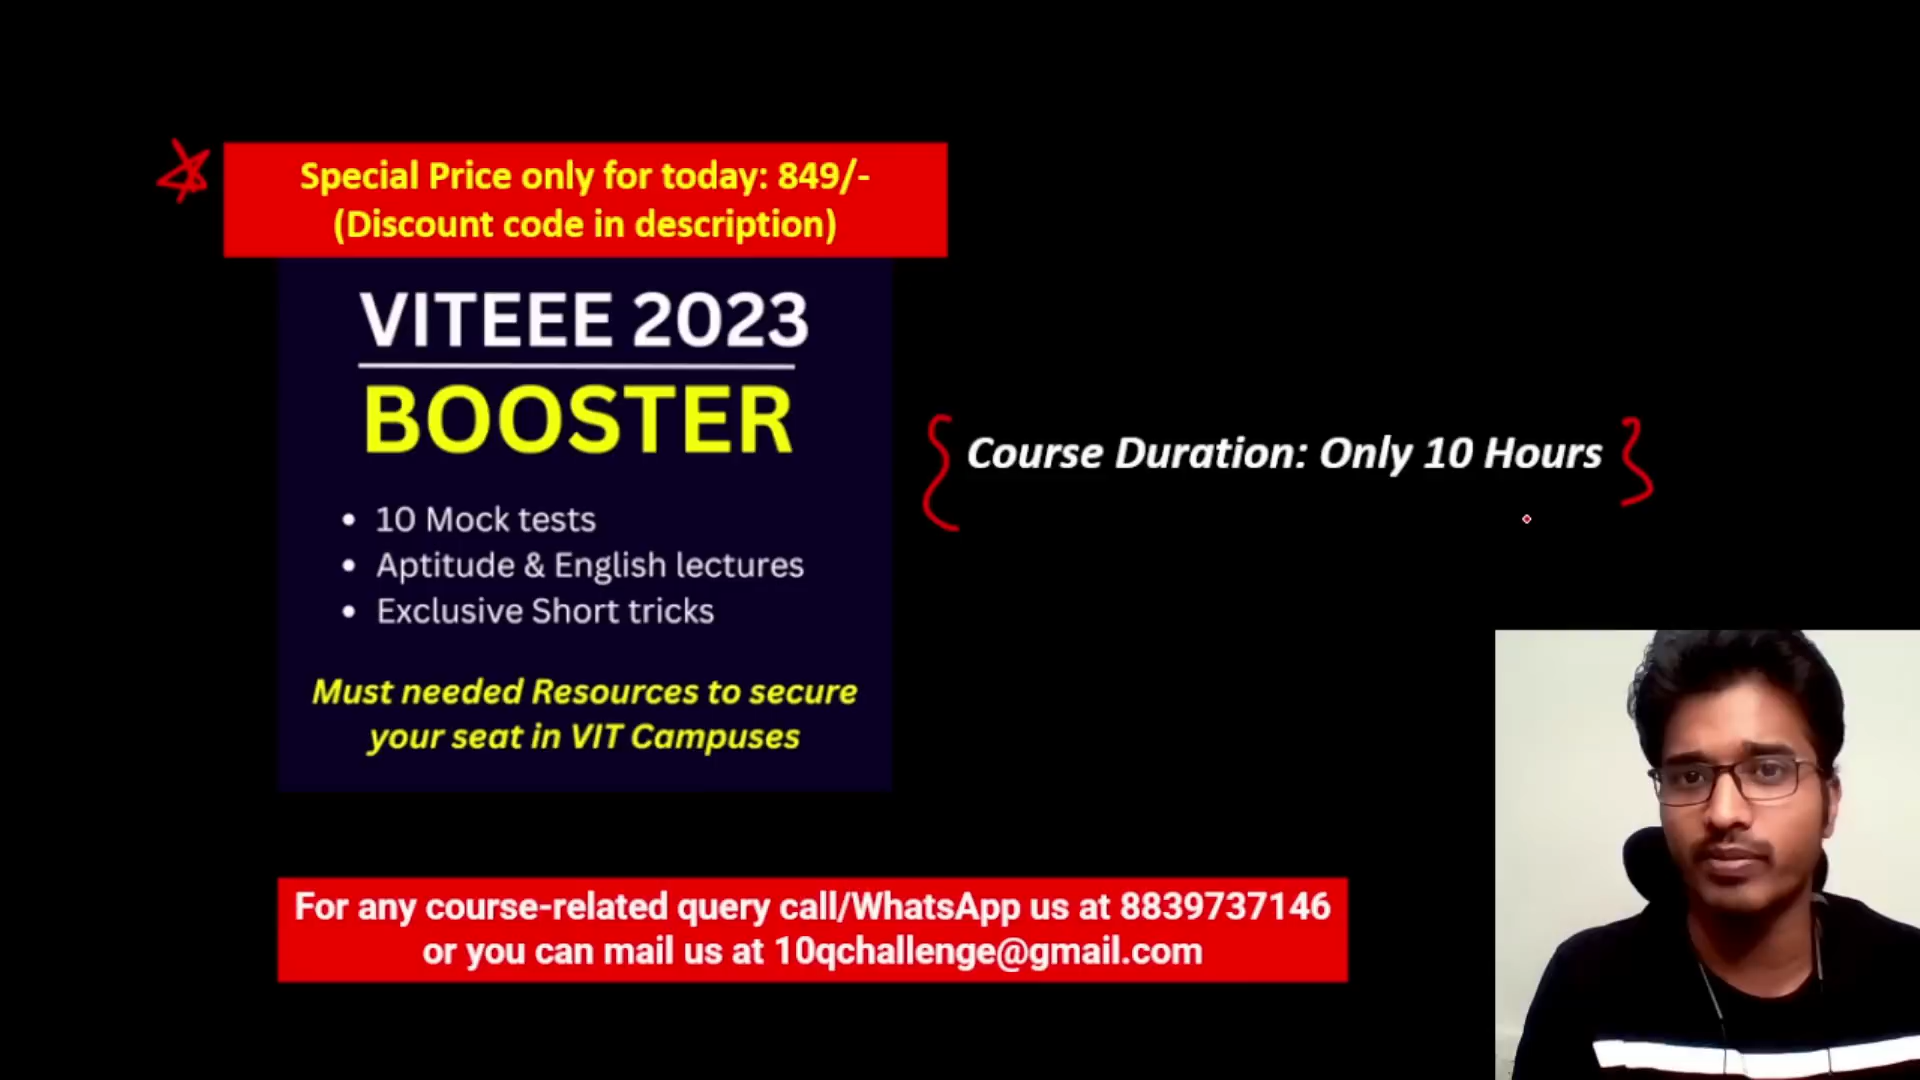 Special Price only for today: 849/-
(Discount code in description)
VITEEE 2023
BOOSTER
• 10 Mock tests
• Aptitude & English lectures
• Exclusive Short tricks
Must needed Resources to secure
your seat in VIT Campuses
Course Duration: Only 10 Hours
For any course-related query call/WhatsApp us at 8839737146
or you can mail us at 10qchallenge@gmail.com